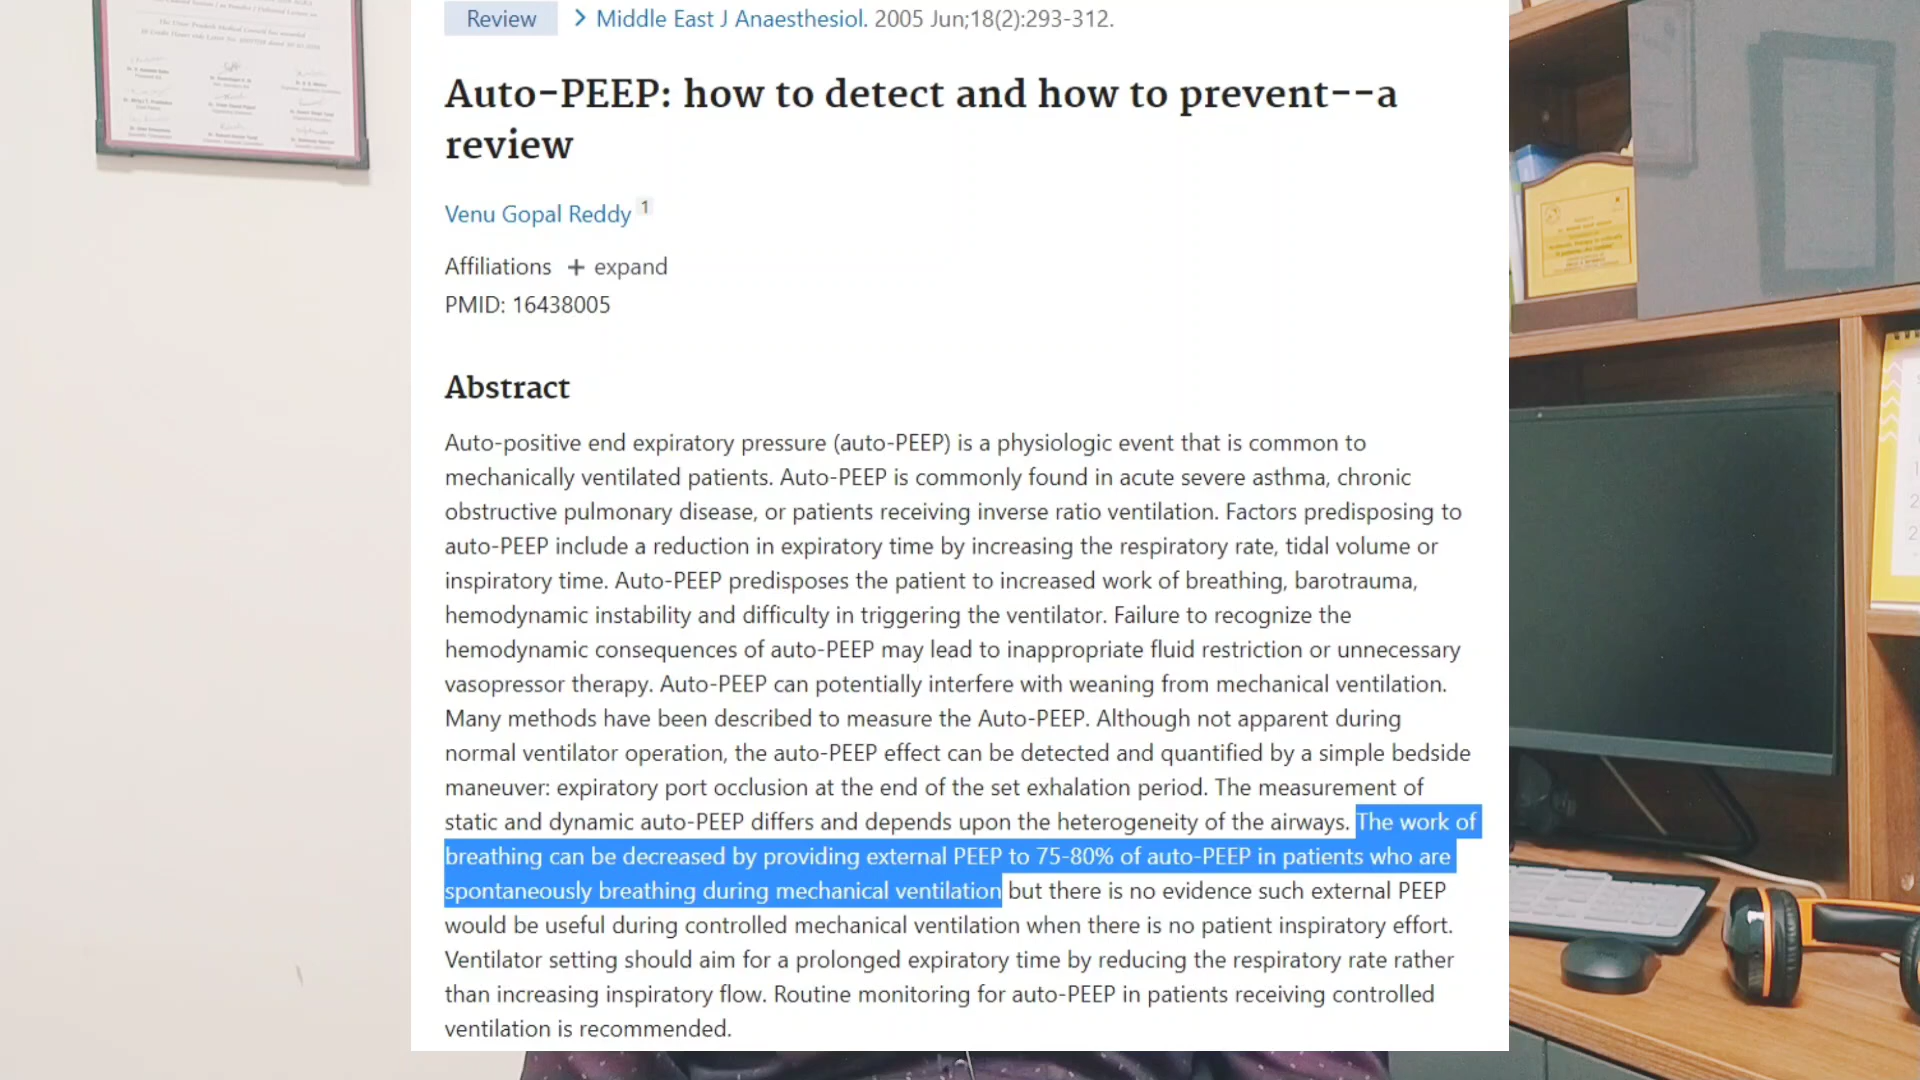 Review > Middle East J Anaesthesiol. 2005 Jun;18(2):293-312.
Auto-PEEP: how to detect and how to prevent--a
review
Venu Gopal Reddy 1
Affiliations + expand
PMID: 16438005
Abstract
Auto-positive end expiratory pressure (auto-PEEP) is a physiologic event that is common to
mechanically ventilated patients. Auto-PEEP is commonly found in acute severe asthma, chronic
obstructive pulmonary disease, or patients receiving inverse ratio ventilation. Factors predisposing to
auto-PEEP include a reduction in expiratory time by increasing the respiratory rate, tidal volume or
inspiratory time. Auto-PEEP predisposes the patient to increased work of breathing, barotrauma,
hemodynamic instability and difficulty in triggering the ventilator. Failure to recognize the
hemodynamic consequences of auto-PEEP may lead to inappropriate fluid restriction or unnecessary
vasopressor therapy. Auto-PEEP can potentially interfere with weaning from mechanical ventilation.
Many methods have been described to measure the Auto-PEEP. Although not apparent during
normal ventilator operation, the auto-PEEP effect can be detected and quantified by a simple bedside
maneuver: expiratory port occlusion at the end of the set exhalation period. The measurement of
static and dynamic auto-PEEP differs and depends upon the heterogeneity of the airways. The work of
breathing can be decreased by providing external PEEP to 75-80% of auto-PEEP in patients who are
spontaneously breathing during mechanical ventilation but there is no evidence such external PEEP
would be useful during controlled mechanical ventilation when there is no patient inspiratory effort.
Ventilator setting should aim for a prolonged expiratory time by reducing the respiratory rate rather
than increasing inspiratory flow. Routine monitoring for auto-PEEP in patients receiving controlled
ventilation is recommended.